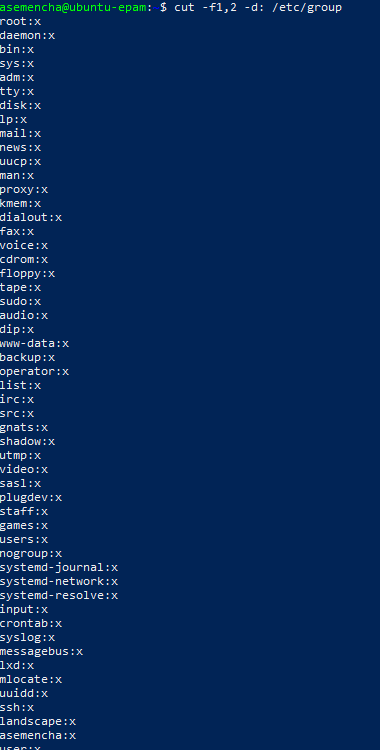 asemencha@ubuntu-epam: $ cut -f1,2 -d: /etc/group
root:x
daemon:x
bin:x
sys:x
adm:x
tty:x
disk:x
lp:x
mail:x
news:x
uucp:x
man:x
proxy:x
kmem:x
dialout:x
fax:x
voice:x
cdrom:x
floppy:x
tape:x
sudo:x
audio:x
dip:x
www-data:x
backup:x
operator:x
list:x
irc:x
src:x
gnats:x
shadow:x
utmp:x
video:x
sasl:x
plugdev:x
staff:x
games:x
users:x
nogroup:x
systemd-journal:x
systemd-network:x
systemd-resolve:x
input:x
crontab:x
syslog:x
messagebus:x
lxd:x
mlocate:x
uuidd:x
ssh:x
landscape:x
asemencha:x
user:x